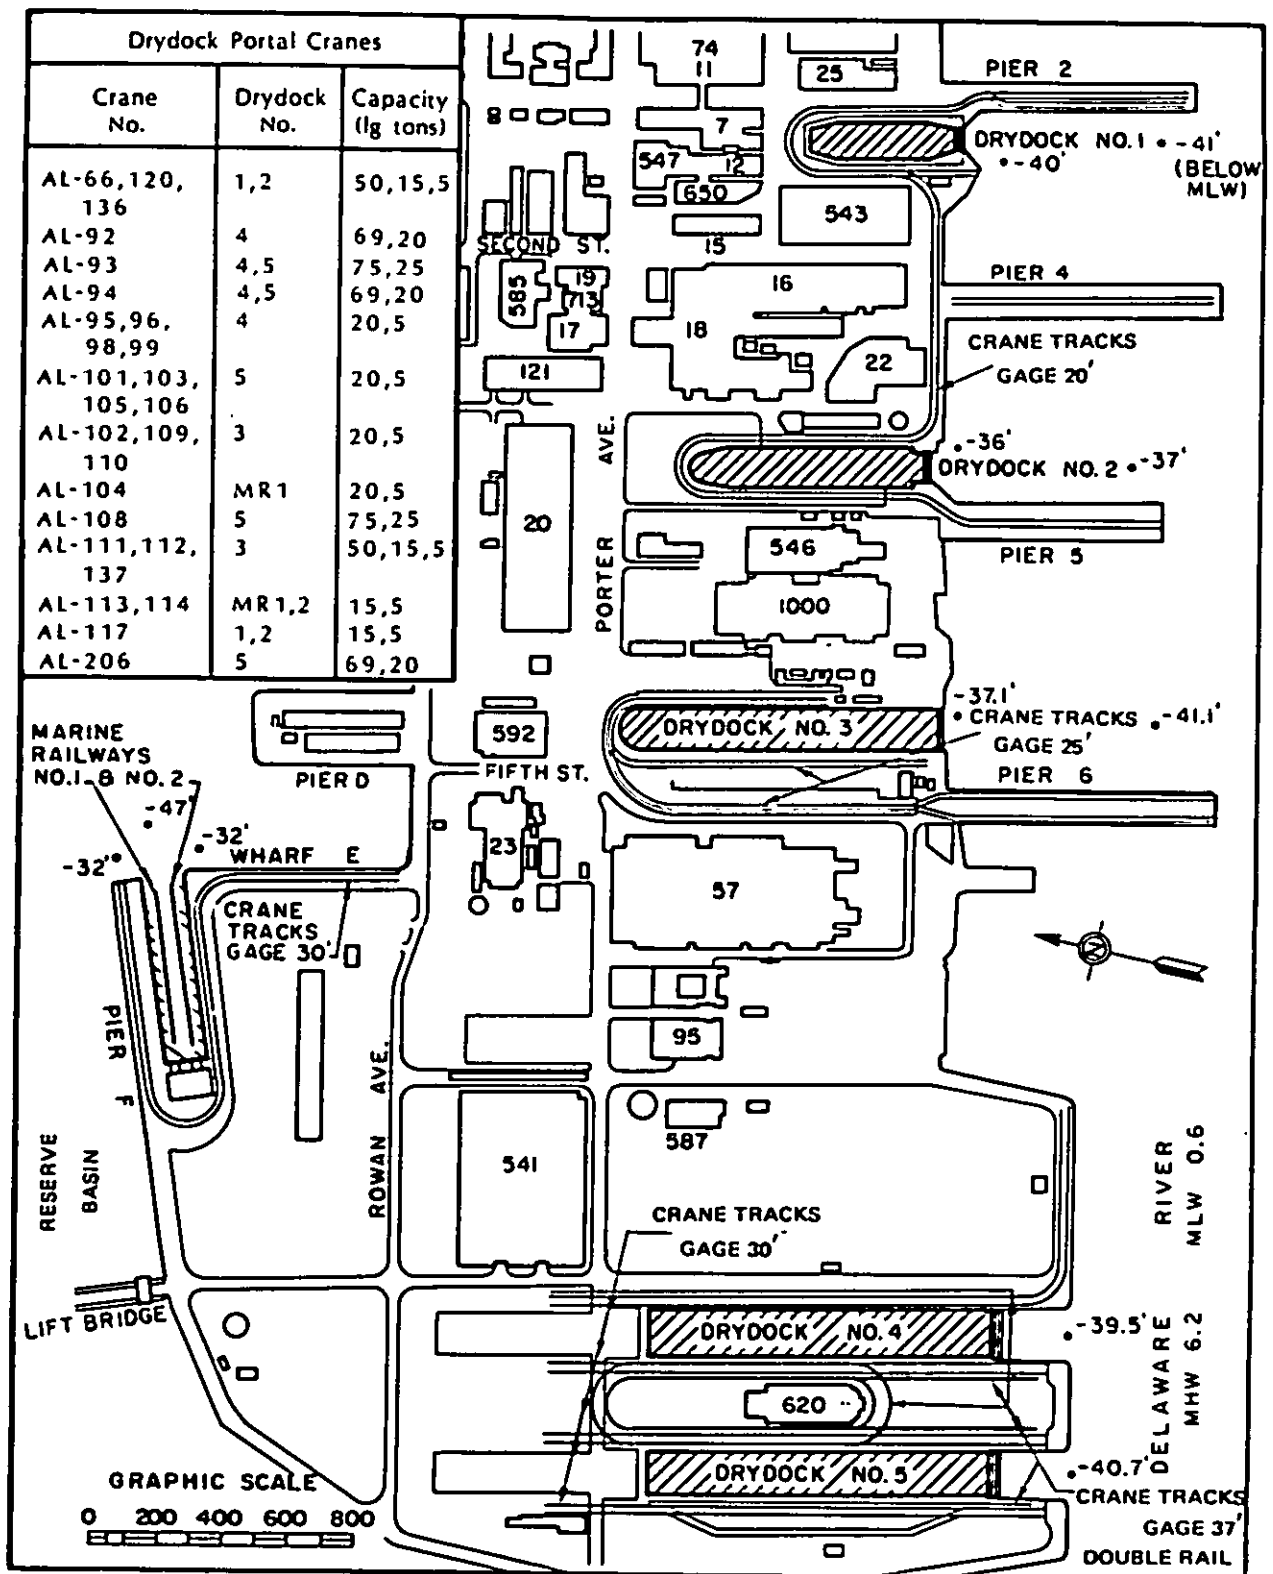 Drydock Portal Cranes
Crane No. Drydock No. Capacity (lg tons)
AL-66,120, 136 1,2 50,15,5
AL-92 4 69,20
AL-93 4,5 75,25
AL-94 4,5 69,20
AL-95,96, 98,99 4 20,5
AL-101,103, 105,106 5 20,5
AL-102,109, 110 3 20,5
AL-104 MR1 20,5
AL-108 5 75,25
AL-111,112, 137 3 50,15,5
AL-113,114 MR1,2 15,5
AL-117 1,2 15,5
AL-206 5 69,20
74
11
25
PIER 2
7
547
12
650
DRYDOCK NO.1 -41'
-40'
(BELOW
MLW)
543
15
SECOND ST.
585
19
713
17
16
18
PIER 4
CRANE TRACKS
GAGE 20'
22
121
PORTER AVE.
-36'
DRYDOCK NO. 2 -37'
20
546
PIER 5
1000
592
DRYDOCK NO. 3
-37.1'
CRANE TRACKS
GAGE 25'
-41.1'
PIER 6
FIFTH ST.
PIER D
MARINE
RAILWAYS
NO.1 & NO.2
-47'
-32'
-32'
WHARF E
CRANE
TRACKS
GAGE 30'
23
57
PIER F
N
95
ROWAN AVE.
587
541
RESERVE
BASIN
RIVER
MLW 0.6
CRANE TRACKS
GAGE 30'
LIFT BRIDGE
DRYDOCK NO. 4
-39.5'
DELAWARE
MHW 6.2
620
DRYDOCK NO. 5
-40.7'
CRANE TRACKS
GAGE 37'
DOUBLE RAIL
GRAPHIC SCALE
0 200 400 600 800